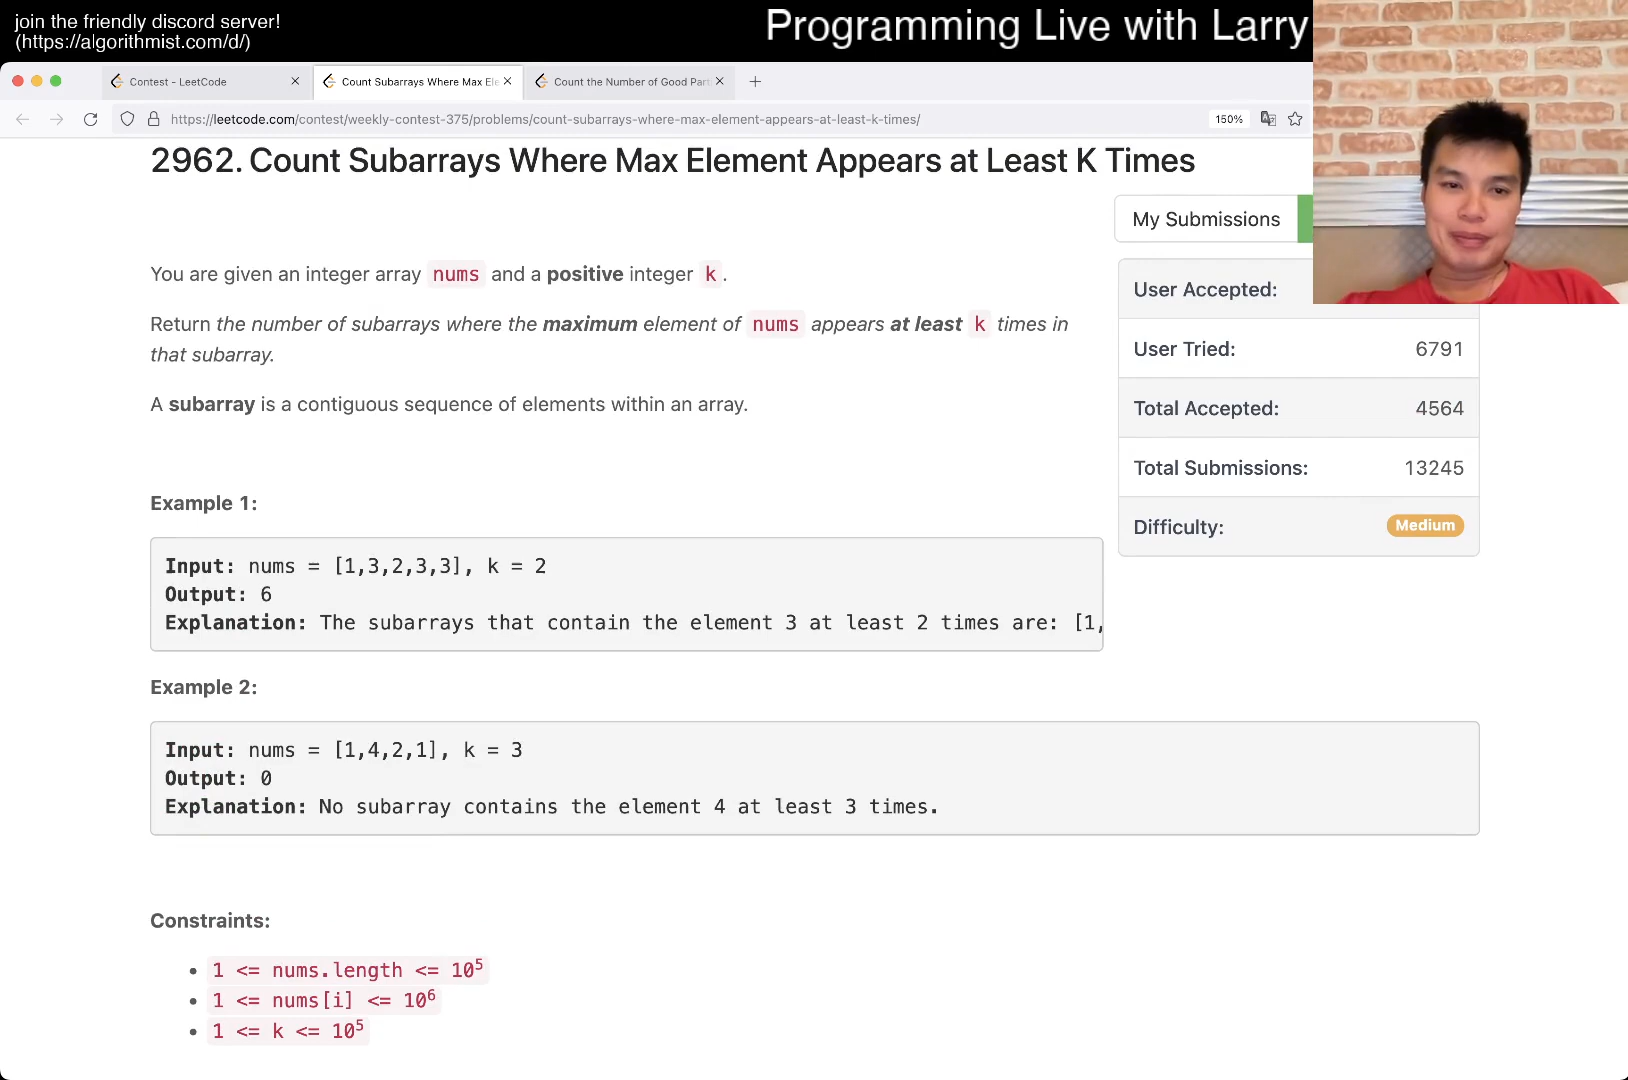 join the friendly discord server!
(https://algorithmist.com/d/)
Programming Live with Larry
Contest - LeetCode
Count Subarrays Where Max Ele
Count the Number of Good Part
https://leetcode.com/contest/weekly-contest-375/problems/count-subarrays-where-max-element-appears-at-least-k-times/
150%
2962. Count Subarrays Where Max Element Appears at Least K Times
My Submissions
You are given an integer array nums and a positive integer k.
Return the number of subarrays where the maximum element of nums appears at least k times in
that subarray.
A subarray is a contiguous sequence of elements within an array.
User Accepted:
User Tried: 6791
Total Accepted: 4564
Total Submissions: 13245
Difficulty: Medium
Example 1:
Input: nums = [1,3,2,3,3], k = 2
Output: 6
Explanation: The subarrays that contain the element 3 at least 2 times are: [1,
Example 2:
Input: nums = [1,4,2,1], k = 3
Output: 0
Explanation: No subarray contains the element 4 at least 3 times.
Constraints:
• 1 <= nums.length <= 10⁵
• 1 <= nums[i] <= 10⁶
• 1 <= k <= 10⁵